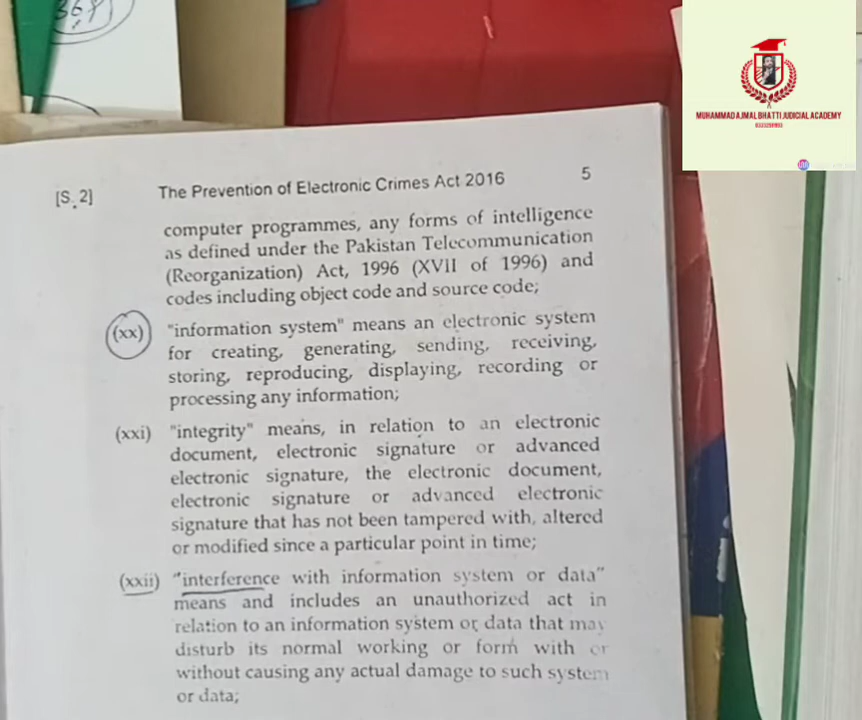 MUHAMMAD AJMAL BHATTI JUDICIAL ACADEMY
[S. 2] The Prevention of Electronic Crimes Act 2016 5
computer programmes, any forms of intelligence
as defined under the Pakistan Telecommunication
(Reorganization) Act, 1996 (XVII of 1996) and
codes including object code and source code;
(xx) "information system" means an electronic system
for creating, generating, sending, receiving,
storing, reproducing, displaying, recording or
processing any information;
(xxi) "integrity" means, in relation to an electronic
document, electronic signature or advanced
electronic signature, the electronic document,
electronic signature or advanced electronic
signature that has not been tampered with, altered
or modified since a particular point in time;
(xxii) "interference with information system or data"
means and includes an unauthorized act in
relation to an information system or data that may
disturb its normal working or form with or
without causing any actual damage to such system
or data;